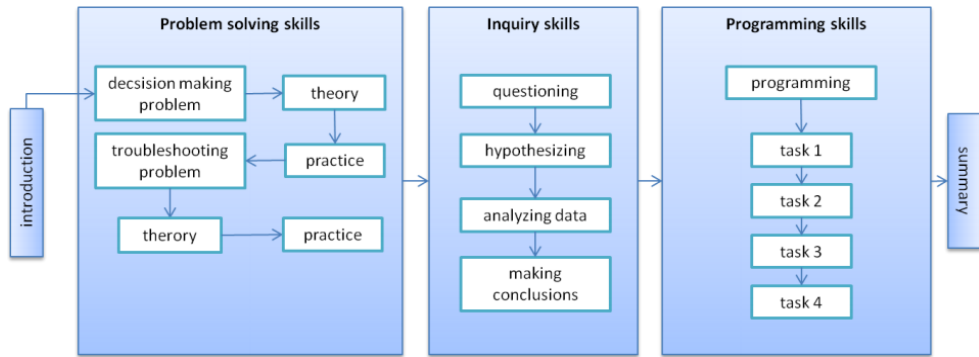 introduction
Problem solving skills
decsision making
problem
theory
practice
troubleshooting
problem
therory
practice
Inquiry skills
questioning
hypothesizing
analyzing data
making
conclusions
Programming skills
programming
task 1
task 2
task 3
task 4
summary